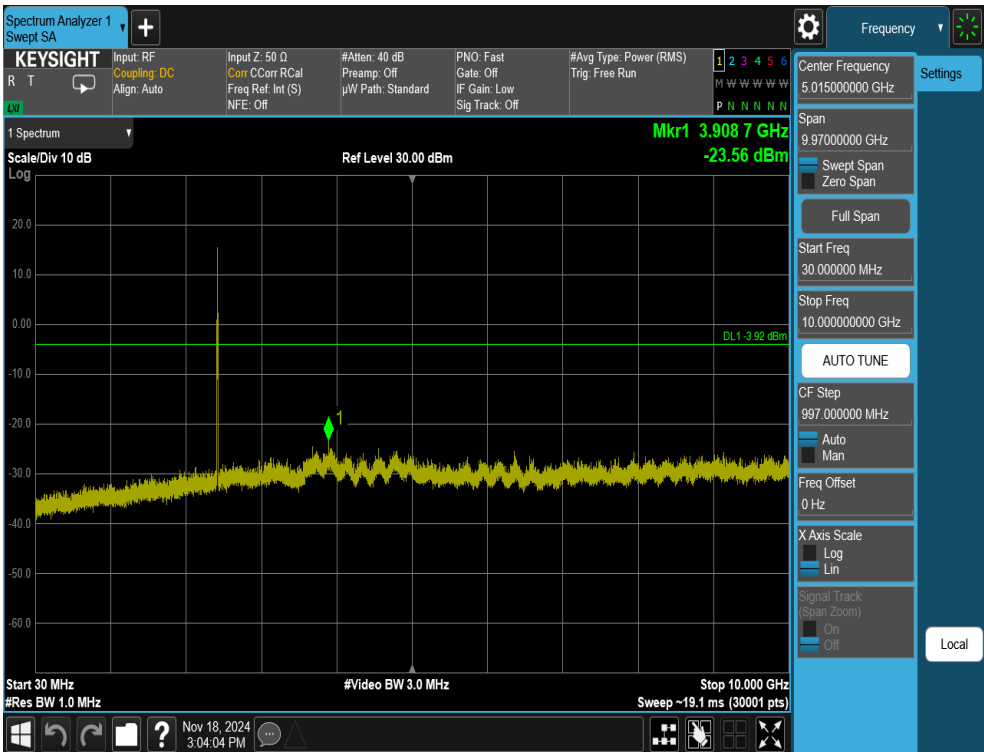 Spectrum Analyzer 1
Swept SA
+
Frequency
KEYSIGHT
R T
LXI
Input: RF
Coupling: DC
Align: Auto
Input Z: 50 Ω
Corr CCorr RCal
Freq Ref: Int (S)
NFE: Off
#Atten: 40 dB
Preamp: Off
µW Path: Standard
PNO: Fast
Gate: Off
IF Gain: Low
Sig Track: Off
#Avg Type: Power (RMS)
Trig: Free Run
1 2 3 4 5 6
M W W W W W
P N N N N N
1 Spectrum
Mkr1 3.908 7 GHz
-23.56 dBm
Scale/Div 10 dB
Ref Level 30.00 dBm
Log
20.0
10.0
0.00
DL1 -3.92 dBm
-10.0
-20.0
1
-30.0
-40.0
-50.0
-60.0
Start 30 MHz
#Video BW 3.0 MHz
Stop 10.000 GHz
#Res BW 1.0 MHz
Sweep ~19.1 ms (30001 pts)
Nov 18, 2024
3:04:04 PM
?
Center Frequency
5.015000000 GHz
Settings
Span
9.97000000 GHz
Swept Span
Zero Span
Full Span
Start Freq
30.000000 MHz
Stop Freq
10.000000000 GHz
AUTO TUNE
CF Step
997.000000 MHz
Auto
Man
Freq Offset
0 Hz
X Axis Scale
Log
Lin
Signal Track
(Span Zoom)
On
Off
Local